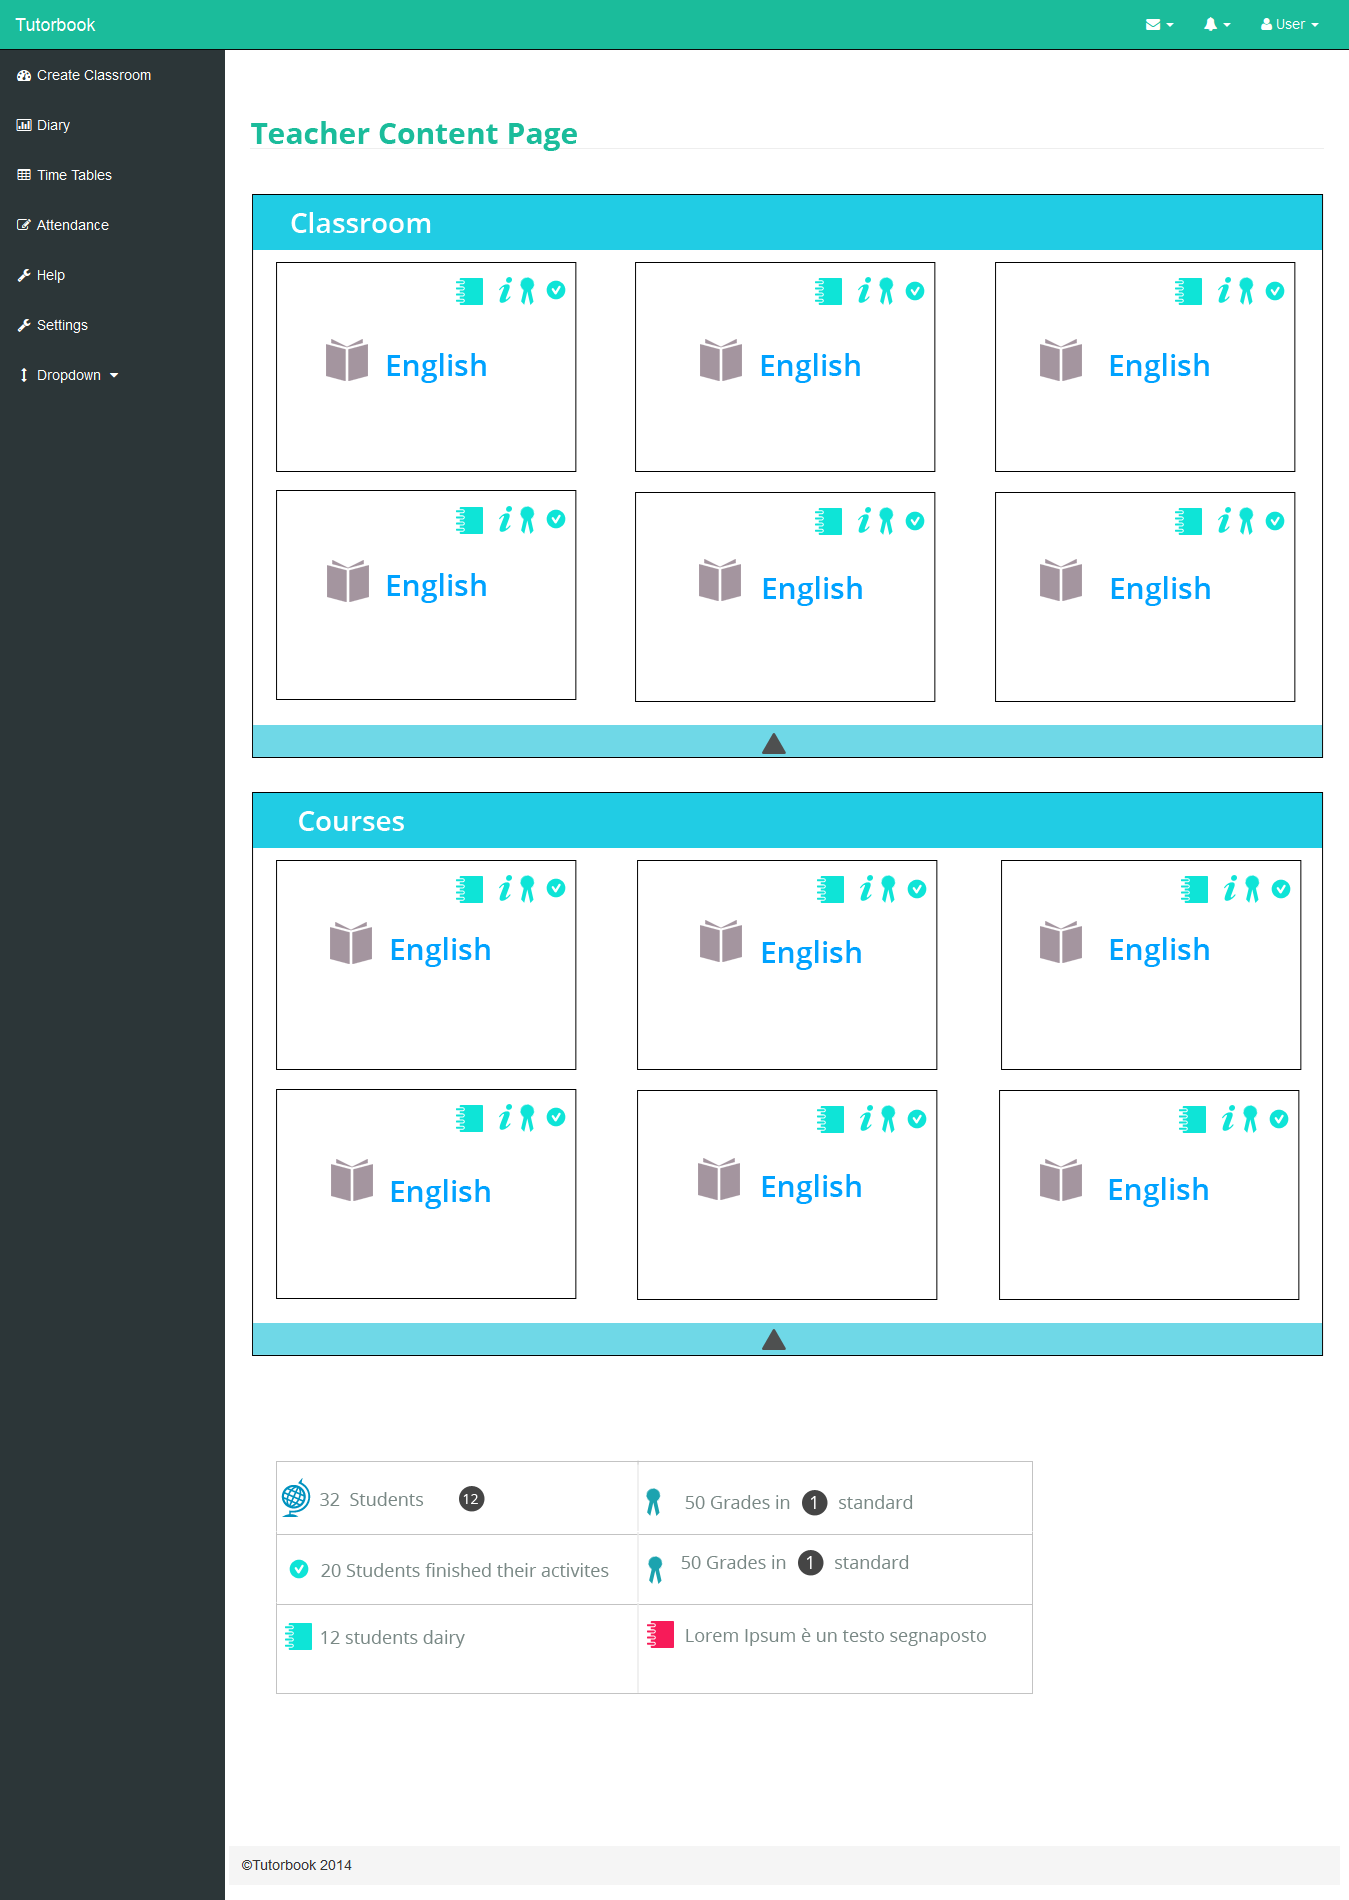 Tutorbook
User
Create Classroom
Diary
Time Tables
Attendance
Help
Settings
Dropdown
Teacher Content Page
Classroom
English
English
English
English
English
English
Courses
English
English
English
English
English
English
32 Students 12
50 Grades in 1 standard
20 Students finished their activites
50 Grades in 1 standard
12 students dairy
Lorem Ipsum è un testo segnaposto
©Tutorbook 2014